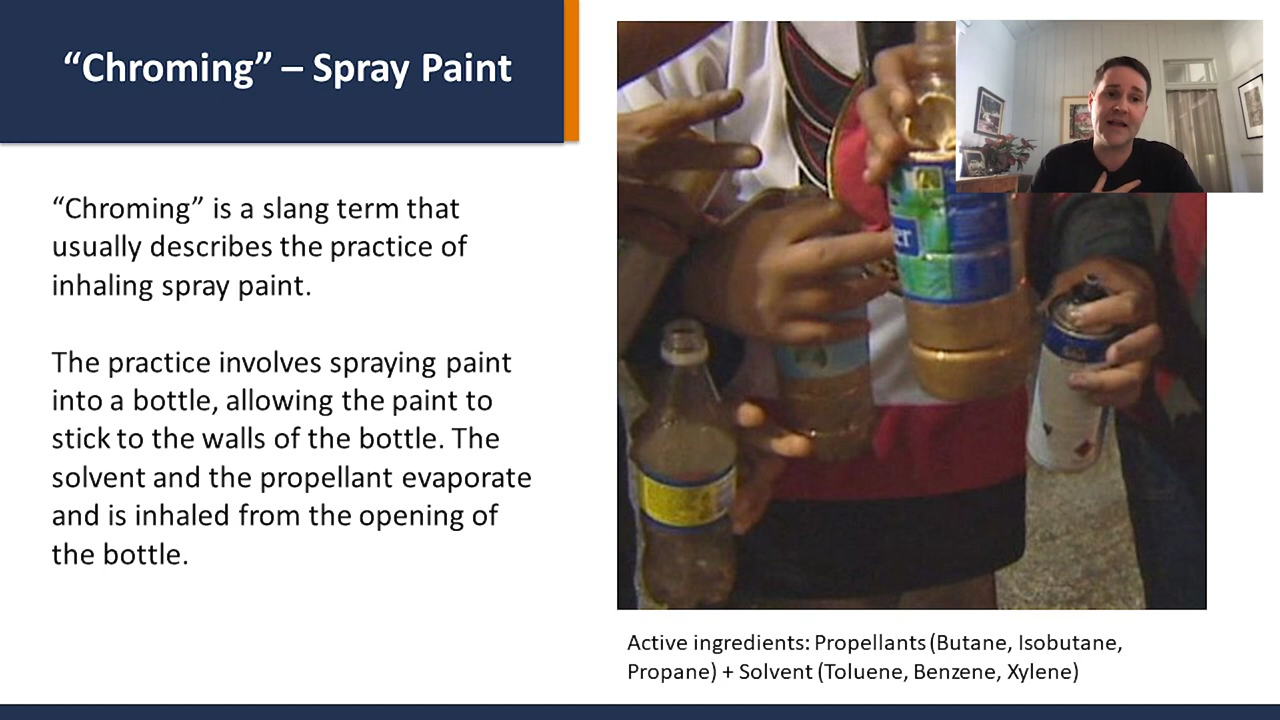 “Chroming” – Spray Paint
“Chroming” is a slang term that
usually describes the practice of
inhaling spray paint.
The practice involves spraying paint
into a bottle, allowing the paint to
stick to the walls of the bottle. The
solvent and the propellant evaporate
and is inhaled from the opening of
the bottle.
er
Active ingredients: Propellants (Butane, Isobutane,
Propane) + Solvent (Toluene, Benzene, Xylene)